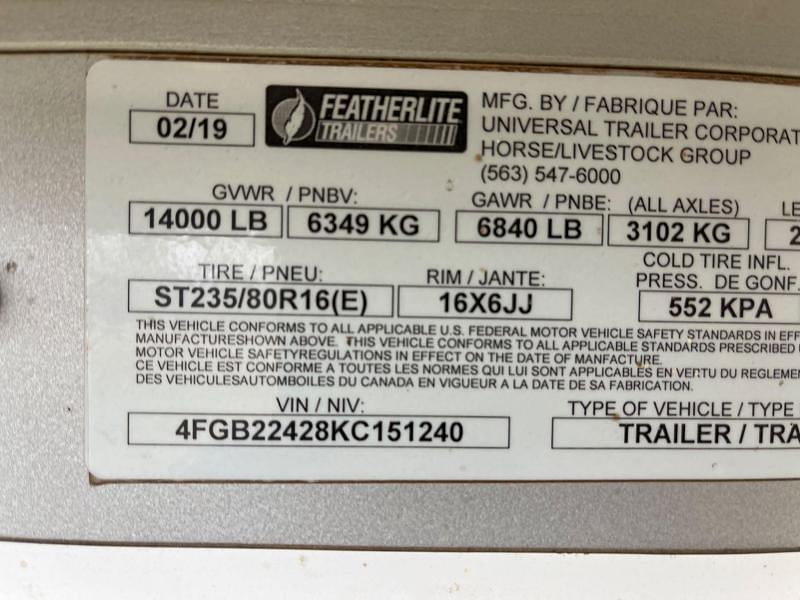 DATE
02/19
FEATHERLITE
TRAILERS
MFG. BY / FABRIQUE PAR:
UNIVERSAL TRAILER
HORSE/LIVESTOCK GROUP
(563) 547-6000
GVWR / PNBV:
14000 LB 6349 KG
GAWR / PNBE: (ALL AXLES)
6840 LB 3102 KG
TIRE / PNEU:
ST235/80R16(E)
RIM / JANTE:
16X6JJ
COLD TIRE INFL.
PRESS. DE GONF.
552 KPA
THIS VEHICLE CONFORMS TO ALL APPLICABLE U.S. FEDERAL MOTOR VEHICLE SAFETY STANDARDS IN
MANUFACTURESHOWN ABOVE. THIS VEHICLE CONFORMS TO ALL APPLICABLE STANDARDS PRESCRIBED
MOTOR VEHICLE SAFETYREGULATIONS IN EFFECT ON THE DATE OF MANFACTURE.
CE VEHICLE EST CONFORME A TOUTES LES NORMES QUI LUI SONT APPLICABLES EN VERTU DU
DES VEHICULESAUTOMBOILES DU CANADA EN VIGUEUR A LA DATE DE SA FABRICATION.
VIN / NIV:
4FGB22428KC151240
TYPE OF VEHICLE / TYPE
TRAILER /